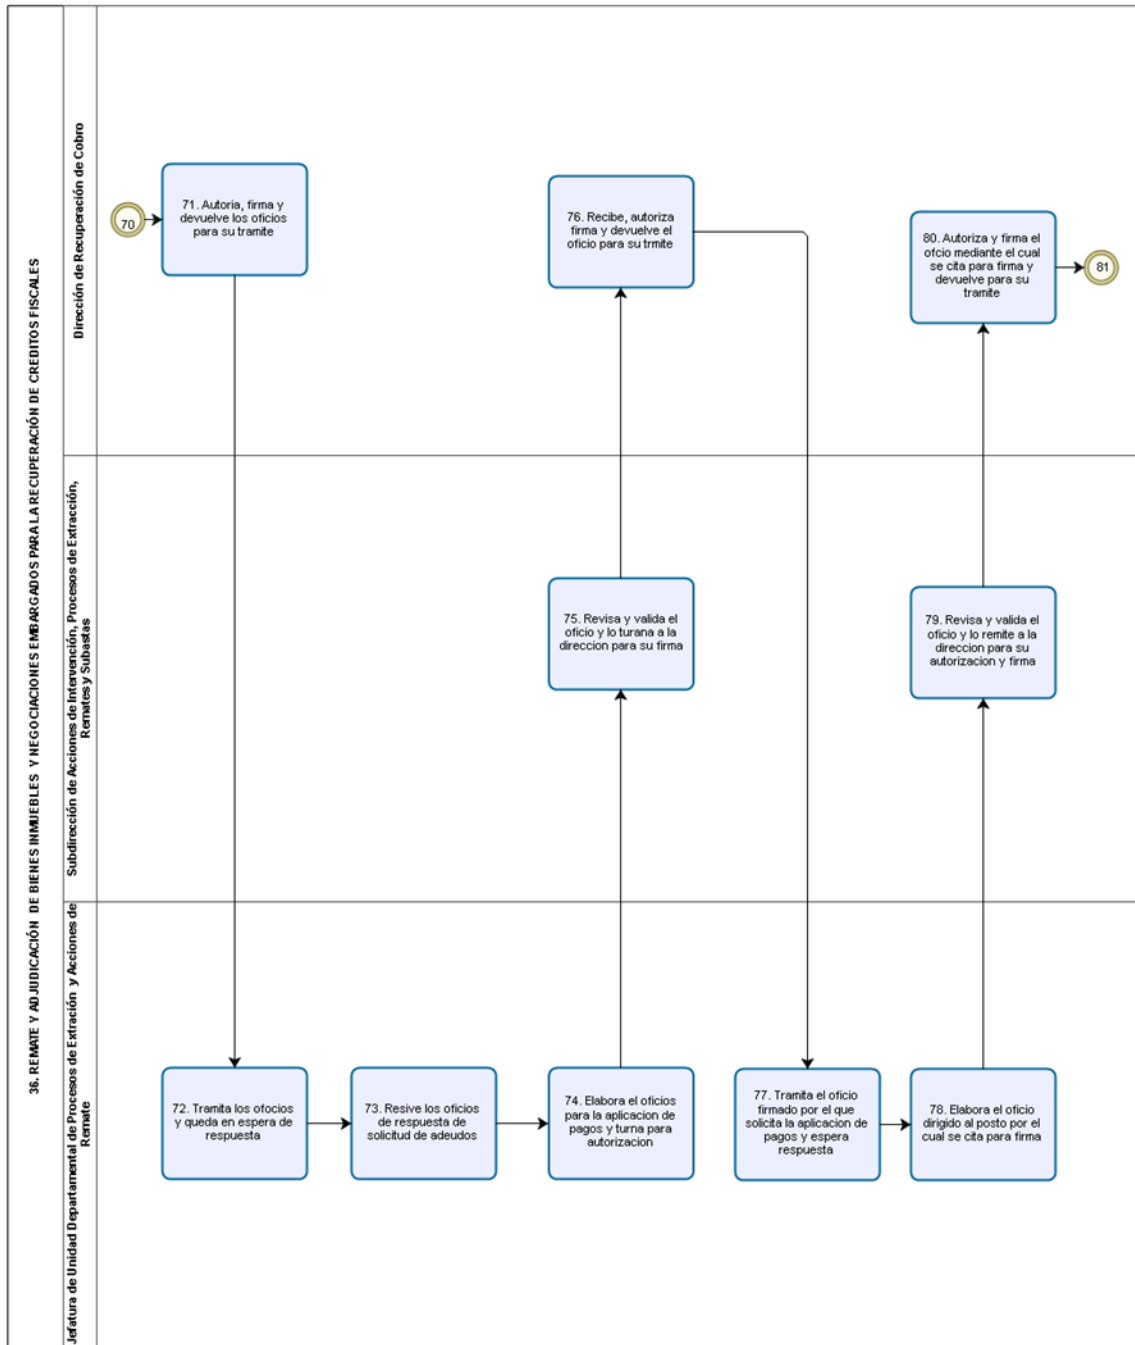 36. REMATE Y ADJUDICACIÓN DE BIENES INMUEBLES Y NEGOCIACIONES EMBARGADOS PARA LA RECUPERACIÓN DE CREDITOS FISCALES
Dirección de Recuperación de Cobro
70
71. Autoria, firma y
devuelve los oficios
para su tramite
76. Recibe, autoriza
firma y devuelve el
oficio para su trmite
80. Autoriza y firma el
ofcio mediante el cual
se cita para firma y
devuelve para su
tramite
81
Subdirección de Acciones de Intervención, Procesos de Extracción,
Remates y Subastas
75. Revisa y valida el
oficio y lo turana a la
direccion para su firma
79. Revisa y valida el
oficio y lo remite a la
direccion para su
autorizacion y firma
Jefatura de Unidad Departamental de Procesos de Extración y Acciones de
Remate
72. Tramita los ofocios
y queda en espera de
respuesta
73. Resive los oficios
de respuesta de
solicitud de adeudos
74. Elabora el oficios
para la aplicacion de
pagos y turna para
autorizacion
77. Tramita el oficio
firmado por el que
solicita la aplicacion de
pagos y espera
respuesta
78. Elabora el oficio
dirigido al posto por el
cual se cita para firma